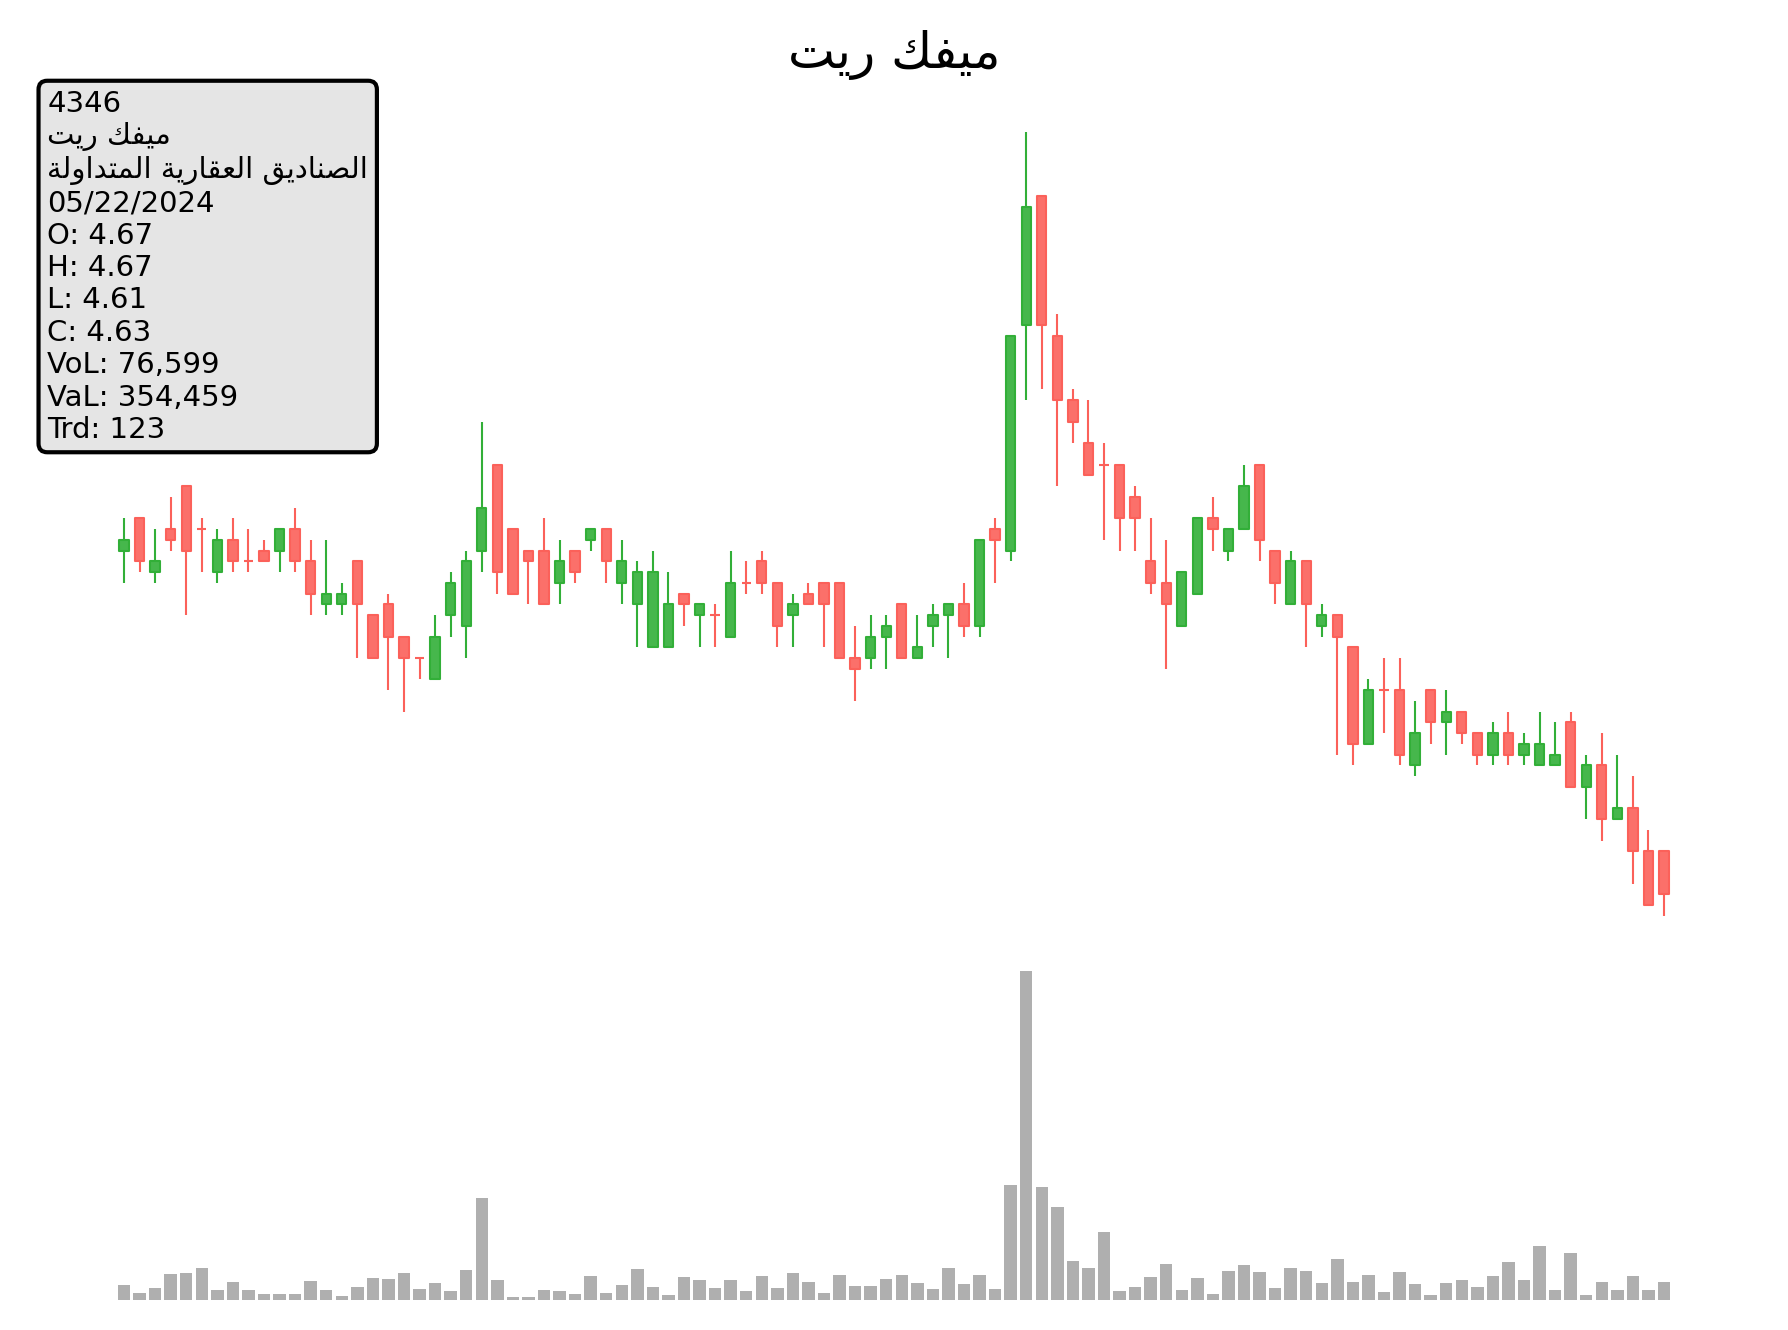 ميفك ريت
4346
ميفك ريت
الصناديق العقارية المتداولة
05/22/2024
O: 4.67
H: 4.67
L: 4.61
C: 4.63
VoL: 76,599
VaL: 354,459
Trd: 123